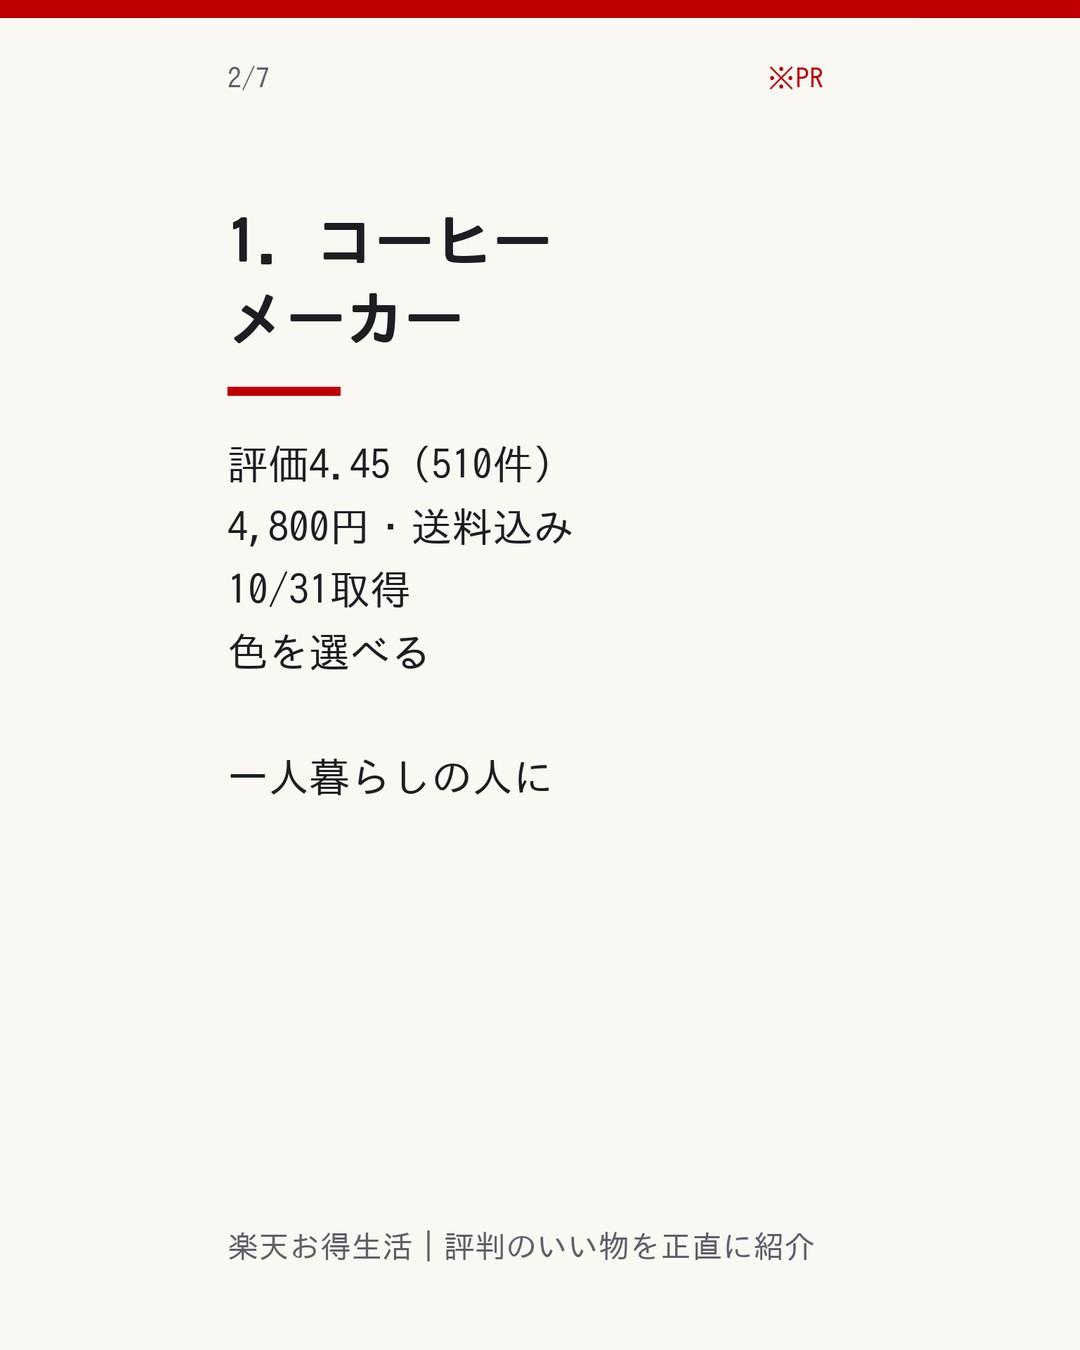 2/7
※PR
1. コーヒー
メーカー
評価4.45（510件）
4,800円・送料込み
10/31取得
色を選べる
一人暮らしの人に
楽天お得生活｜評判のいい物を正直に紹介